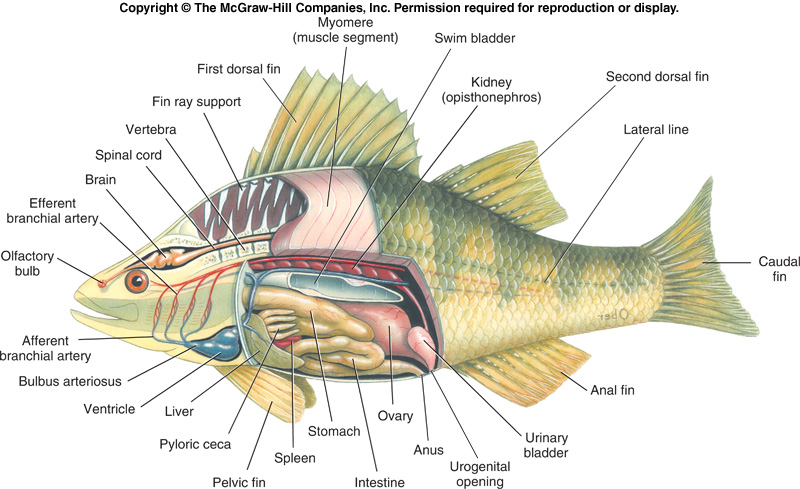 Copyright © The McGraw-Hill Companies, Inc. Permission required for reproduction or display.
Myomere
(muscle segment)
Swim bladder
First dorsal fin
Kidney
(opisthonephros)
Second dorsal fin
Fin ray support
Vertebra
Lateral line
Spinal cord
Brain
Efferent
branchial artery
Olfactory
bulb
Caudal
fin
Ober
Afferent
branchial artery
Bulbus arteriosus
Ventricle
Liver
Pyloric ceca
Pelvic fin
Spleen
Stomach
Intestine
Ovary
Anus
Urogenital
opening
Urinary
bladder
Anal fin